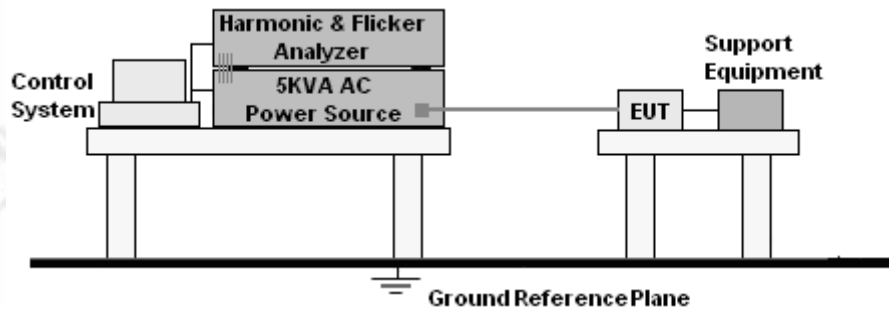 Harmonic & Flicker
Analyzer
Control
System
5KVA AC
Power Source
EUT
Support
Equipment
Ground Reference Plane